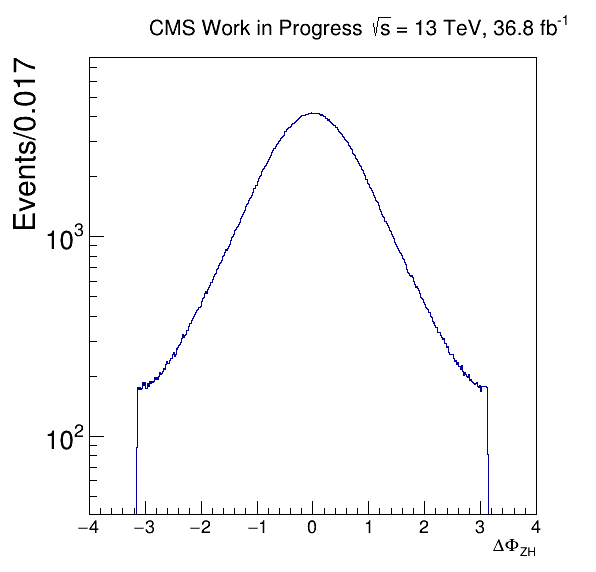 CMS Work in Progress √s = 13 TeV, 36.8 fb⁻¹
Events/0.017
10³
10²
−4 −3 −2 −1 0 1 2 3 4
ΔΦ_ZH